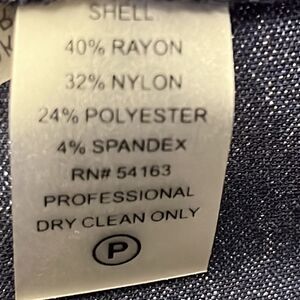 SHELL
40% RAYON
32% NYLON
24% POLYESTER
4% SPANDEX
RN# 54163
PROFESSIONAL
DRY CLEAN ONLY
P